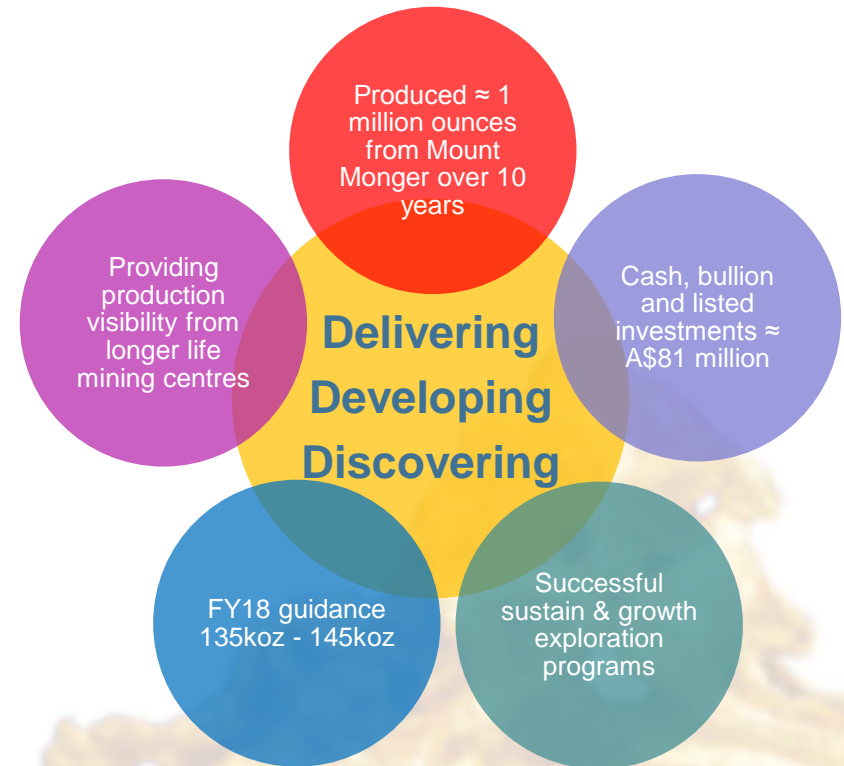 Produced ≈ 1
million ounces
from Mount
Monger over 10
years
Providing
production
visibility from
longer life
mining centres
Cash, bullion
and listed
investments ≈
A$81 million
Delivering
Developing
Discovering
FY18 guidance
135koz - 145koz
Successful
sustain & growth
exploration
programs